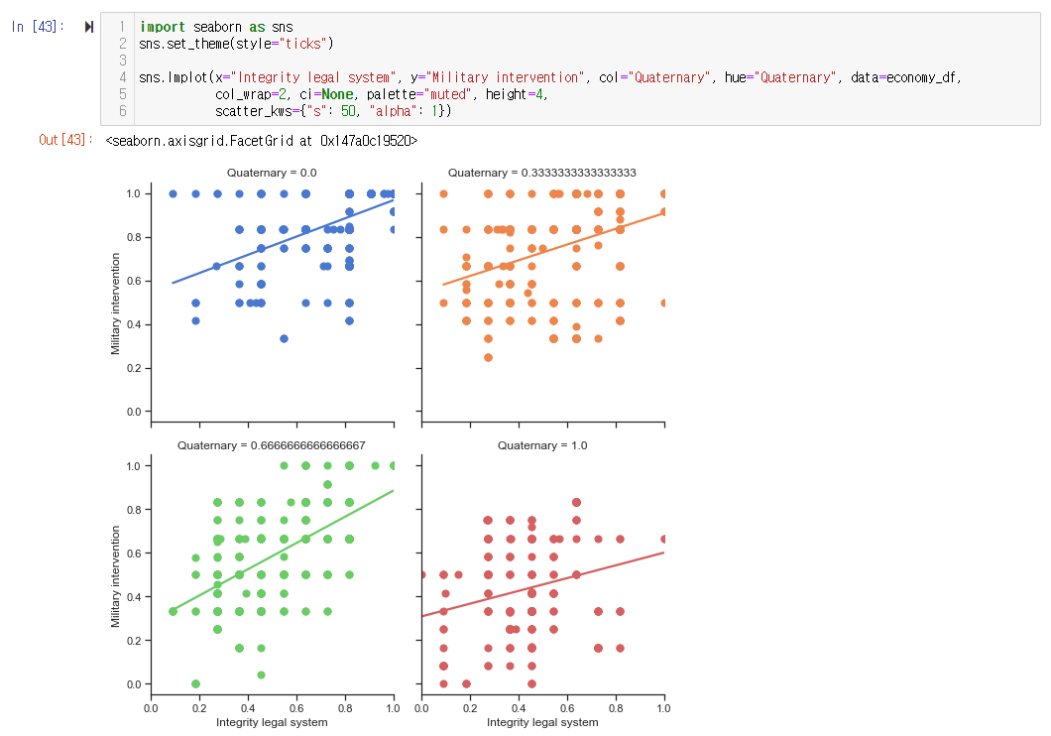 In [43]:
1 import seaborn as sns
2 sns.set_theme(style="ticks")
3
4 sns.lmplot(x="Integrity legal system", y="Military intervention", col="Quaternary", hue="Quaternary", data=economy_df,
5 col_wrap=2, ci=None, palette="muted", height=4,
6 scatter_kws={"s": 50, "alpha": 1})
Out[43]: <seaborn.axisgrid.FacetGrid at 0x147a0c19520>
Quaternary = 0.0
1.0
0.8
0.6
0.4
0.2
0.0
Military intervention
Quaternary = 0.3333333333333333
Quaternary = 0.6666666666666667
1.0
0.8
0.6
0.4
0.2
0.0
Military intervention
0.0 0.2 0.4 0.6 0.8 1.0
Integrity legal system
Quaternary = 1.0
0.0 0.2 0.4 0.6 0.8 1.0
Integrity legal system